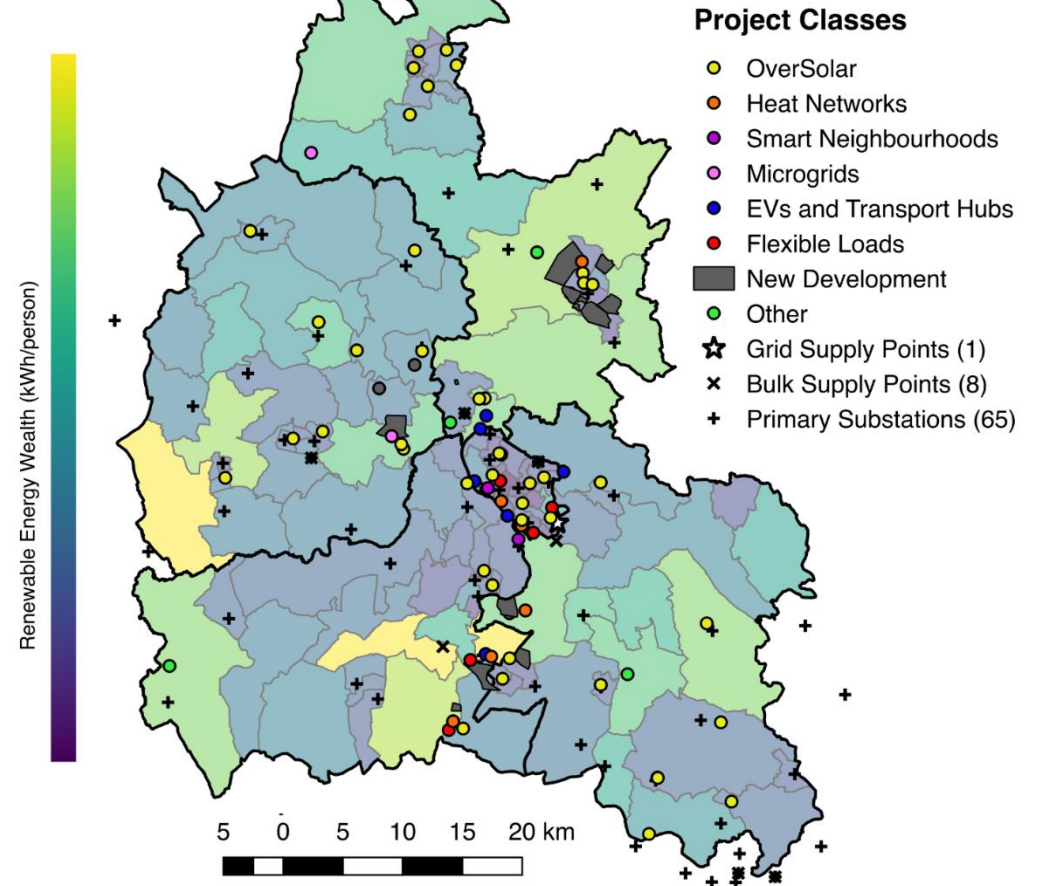 Project Classes
OverSolar
Heat Networks
Smart Neighbourhoods
Microgrids
EVs and Transport Hubs
Flexible Loads
New Development
Other
Grid Supply Points (1)
Bulk Supply Points (8)
Primary Substations (65)
Renewable Energy Wealth (kWh/person)
5 0 5 10 15 20 km